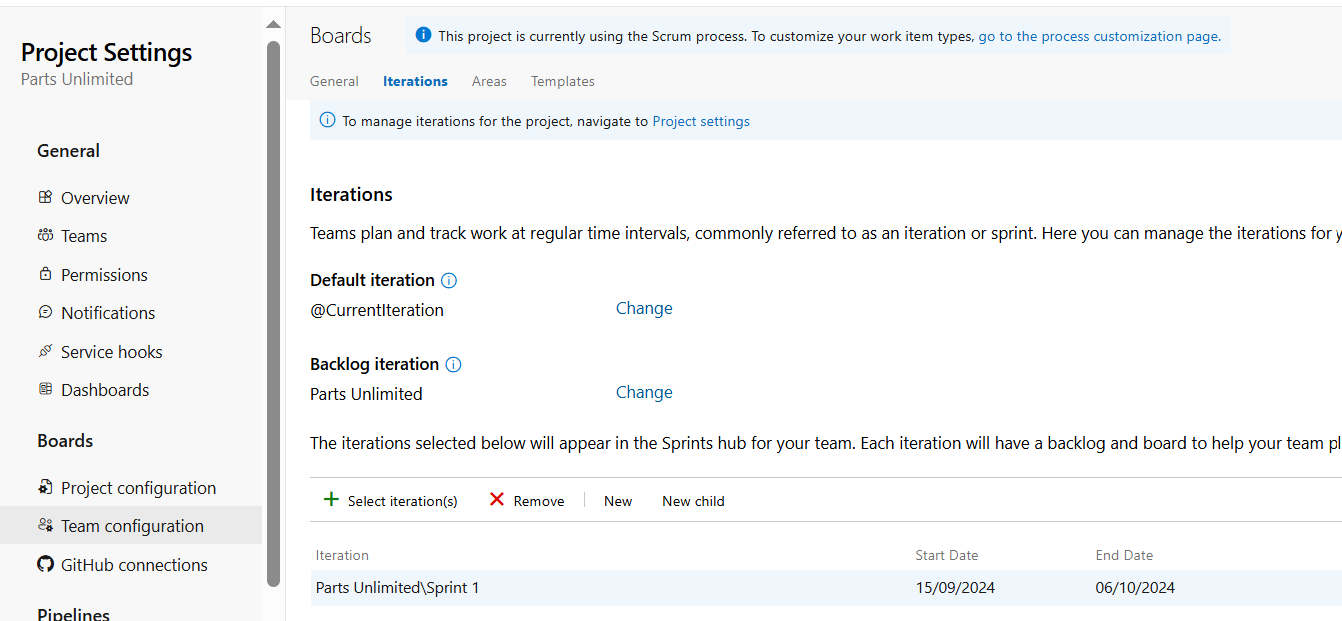 Project Settings
Parts Unlimited
General
Overview
Teams
Permissions
Notifications
Service hooks
Dashboards
Boards
Project configuration
Team configuration
GitHub connections
Pipelines
Boards
This project is currently using the Scrum process. To customize your work item types, go to the process customization page.
General Iterations Areas Templates
To manage iterations for the project, navigate to Project settings
Iterations
Teams plan and track work at regular time intervals, commonly referred to as an iteration or sprint. Here you can manage the iterations for
Default iteration
@CurrentIteration Change
Backlog iteration
Parts Unlimited Change
The iterations selected below will appear in the Sprints hub for your team. Each iteration will have a backlog and board to help your team
Select iteration(s) Remove New New child
Iteration Start Date End Date
Parts Unlimited\Sprint 1 15/09/2024 06/10/2024